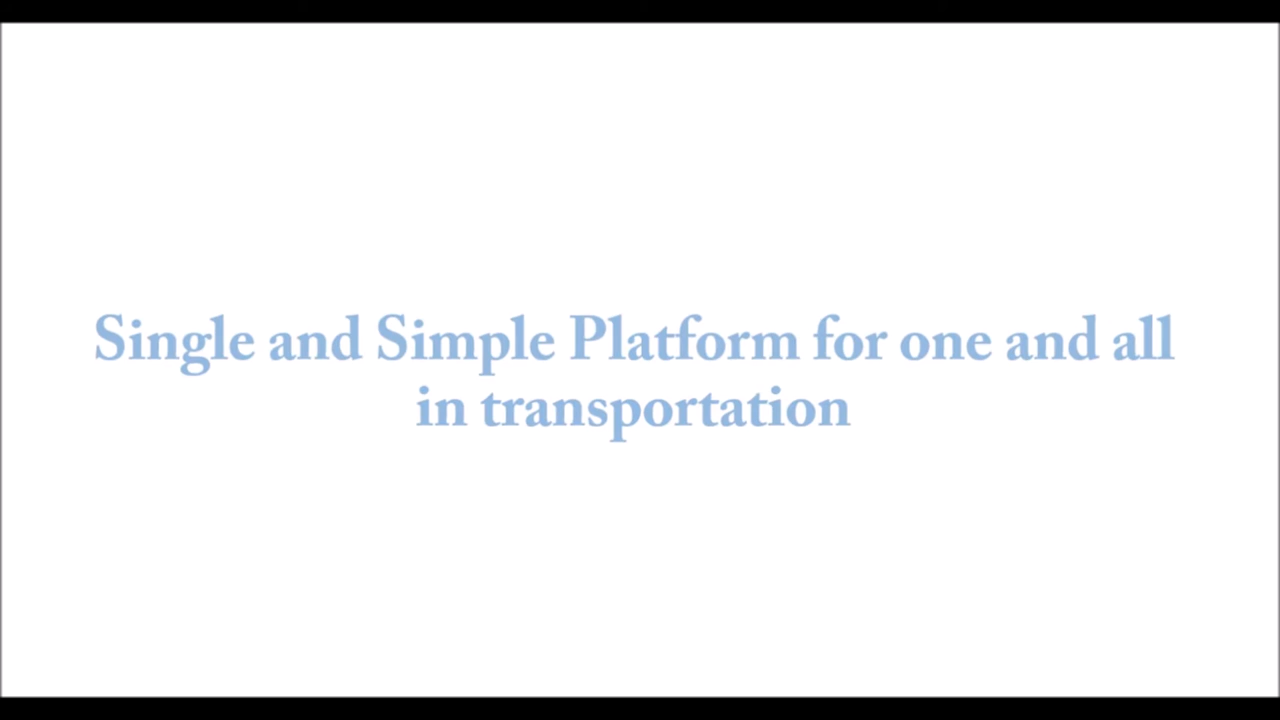 Single and Simple Platform for one and all
in transportation